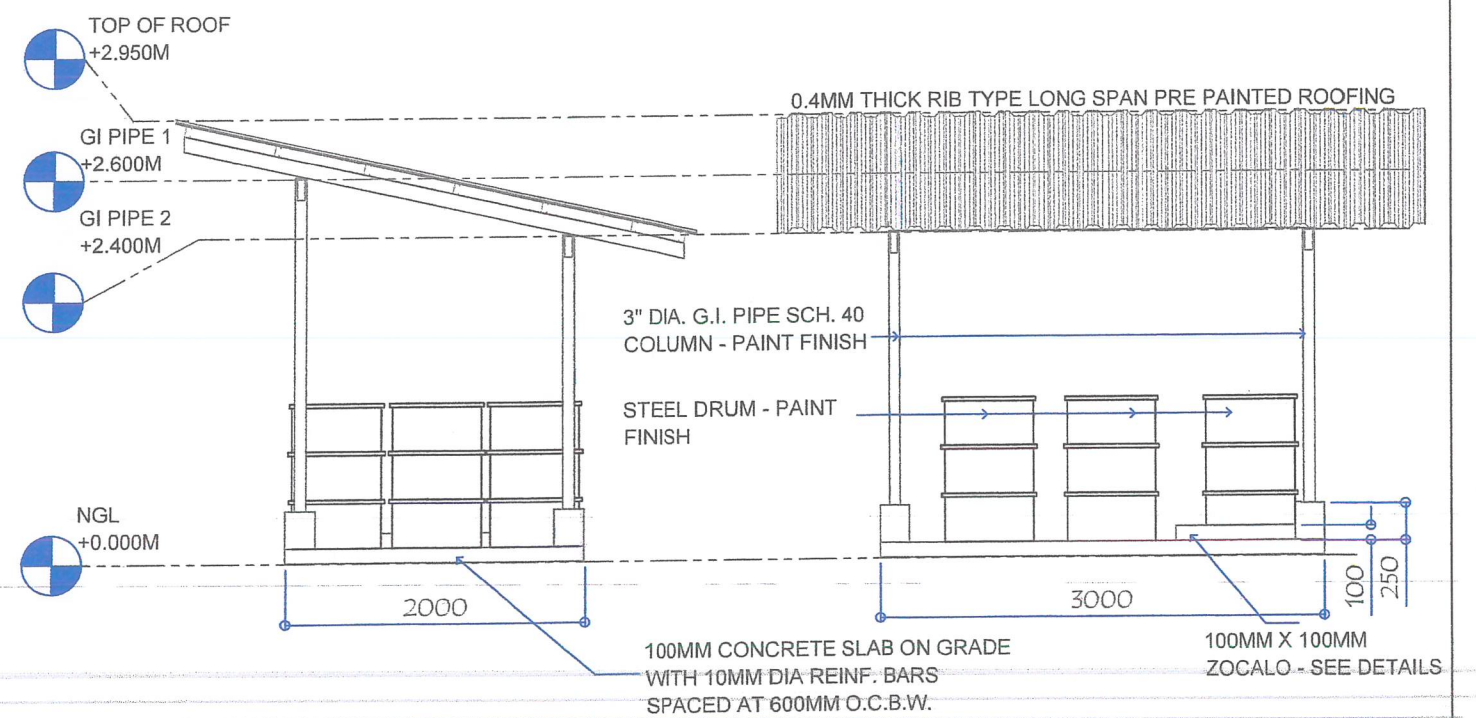 TOP OF ROOF
+2.950M
0.4MM THICK RIB TYPE LONG SPAN PRE PAINTED ROOFING
GI PIPE 1
+2.600M
GI PIPE 2
+2.400M
3" DIA. G.I. PIPE SCH. 40
COLUMN - PAINT FINISH
STEEL DRUM - PAINT
FINISH
NGL
+0.000M
2000
3000
100
250
100MM CONCRETE SLAB ON GRADE
WITH 10MM DIA REINF. BARS
SPACED AT 600MM O.C.B.W.
100MM X 100MM
ZOCALO - SEE DETAILS